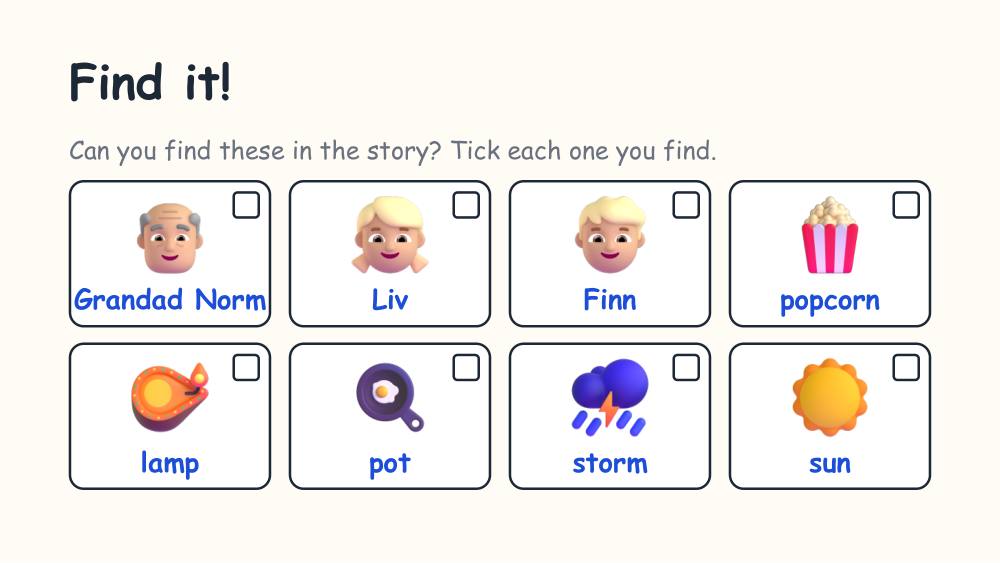 Find it!
Can you find these in the story? Tick each one you find.
Grandad Norm
Liv
Finn
popcorn
lamp
pot
storm
sun